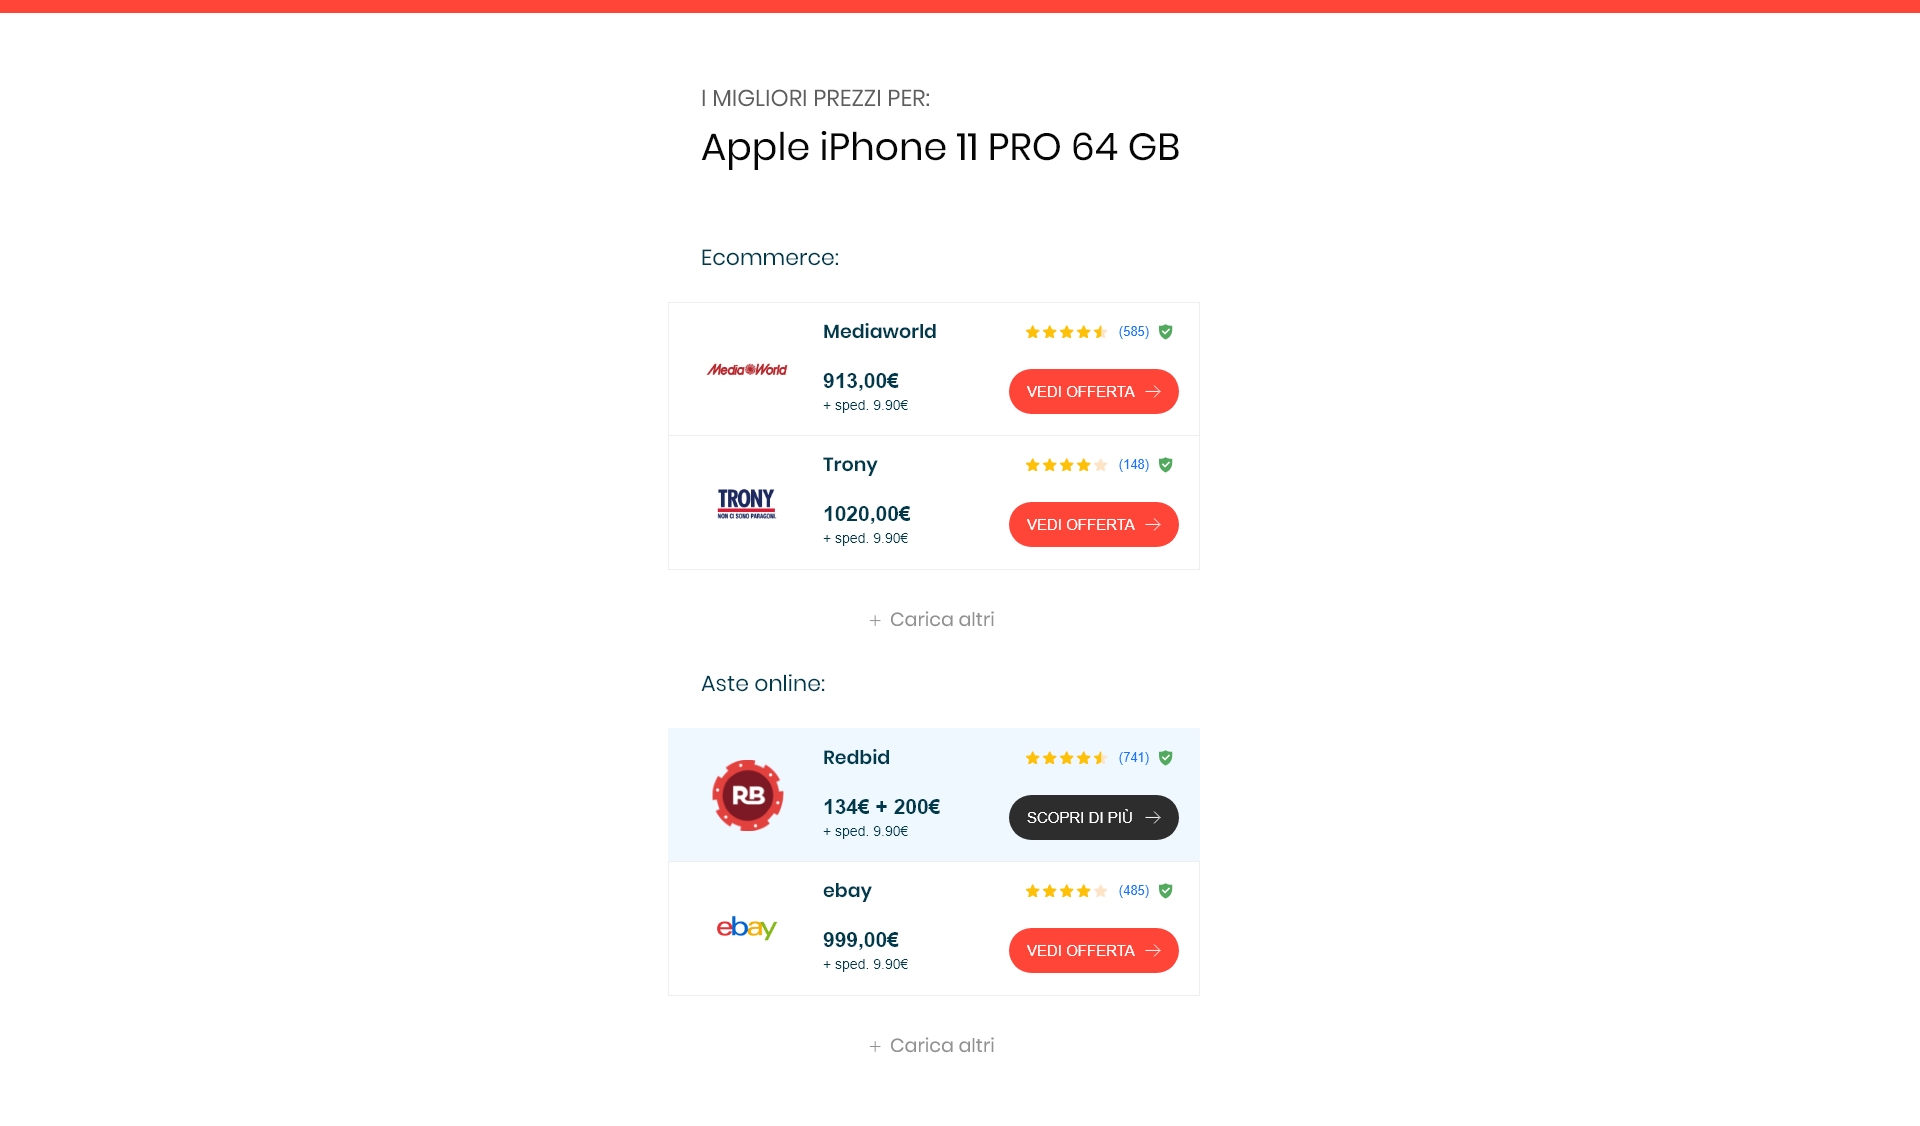 I MIGLIORI PREZZI PER:
Apple iPhone 11 PRO 64 GB
Ecommerce:
MediaWorld
Mediaworld
(585)
913,00€
+ sped. 9.90€
VEDI OFFERTA
TRONY
NON CI SONO PARAGONI.
Trony
(148)
1020,00€
+ sped. 9.90€
VEDI OFFERTA
+ Carica altri
Aste online:
RB
Redbid
(741)
134€ + 200€
+ sped. 9.90€
SCOPRI DI PIÙ
ebay
ebay
(485)
999,00€
+ sped. 9.90€
VEDI OFFERTA
+ Carica altri